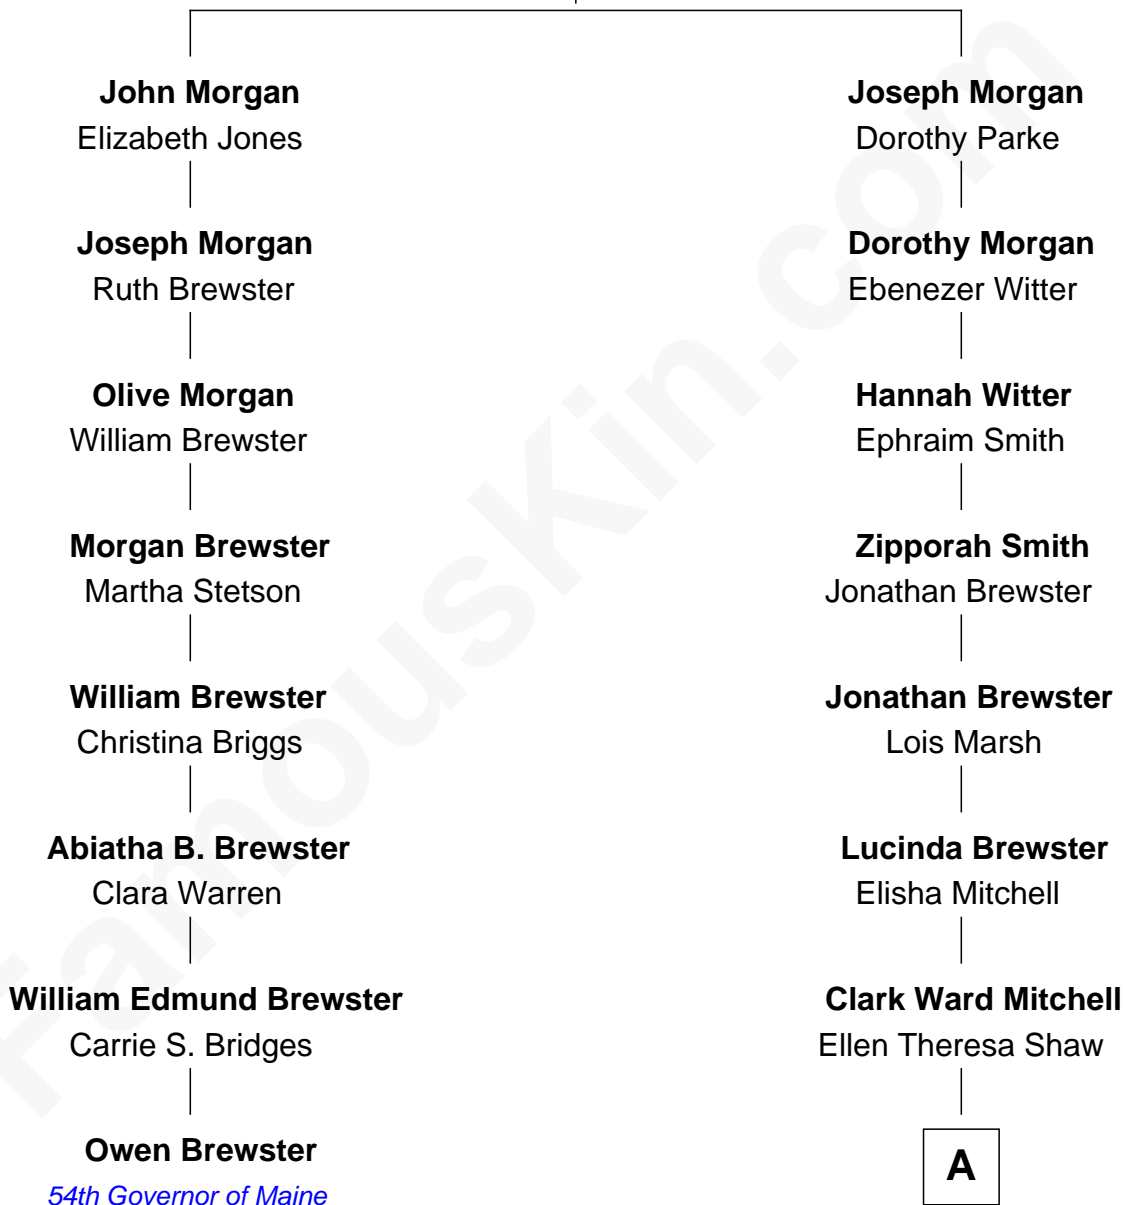 John Morgan
Elizabeth Jones
Joseph Morgan
Ruth Brewster
Olive Morgan
William Brewster
Morgan Brewster
Martha Stetson
William Brewster
Christina Briggs
Abiatha B. Brewster
Clara Warren
William Edmund Brewster
Carrie S. Bridges
Owen Brewster
54th Governor of Maine
Joseph Morgan
Dorothy Parke
Dorothy Morgan
Ebenezer Witter
Hannah Witter
Ephraim Smith
Zipporah Smith
Jonathan Brewster
Jonathan Brewster
Lois Marsh
Lucinda Brewster
Elisha Mitchell
Clark Ward Mitchell
Ellen Theresa Shaw
A
FamousKin.com